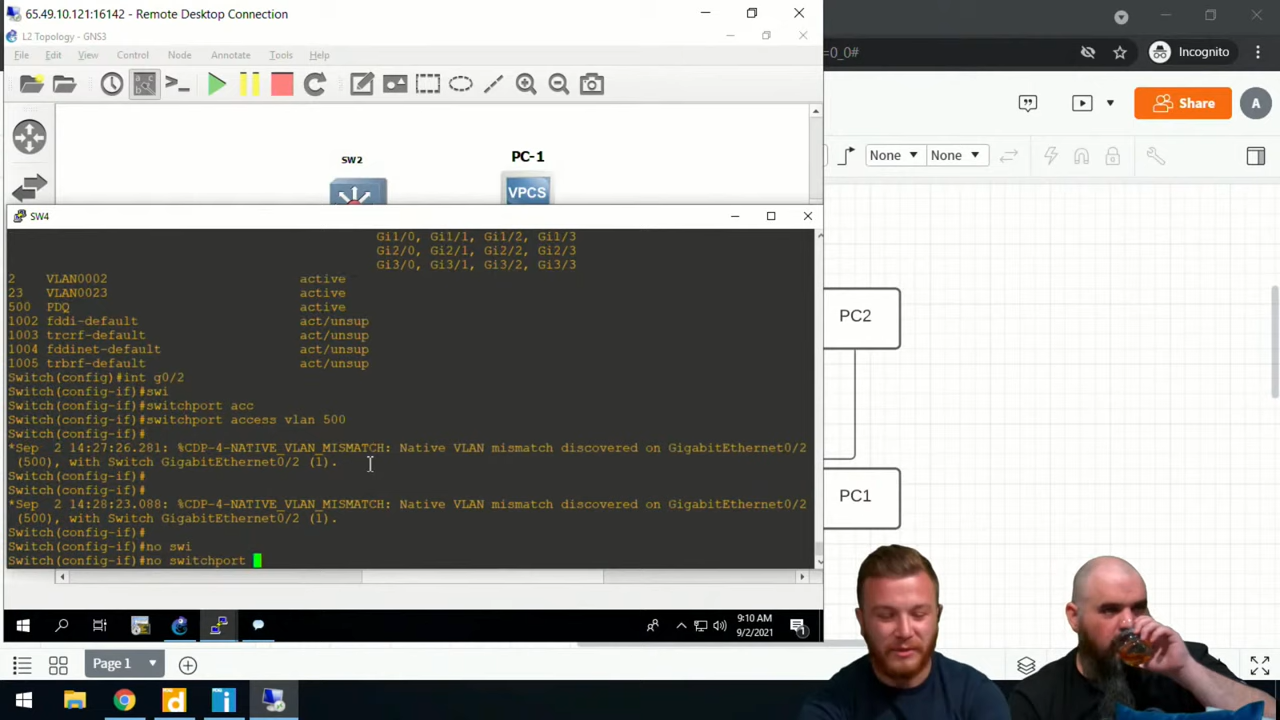 65.49.10.121:16142 - Remote Desktop Connection
L2 Topology - GNS3
=0_0#
Incognito
File Edit View Control Node Annotate Tools Help
Share
A
None None
SW2
PC-1
VPCS
SW4
Gi1/0, Gi1/1, Gi1/2, Gi1/3
Gi2/0, Gi2/1, Gi2/2, Gi2/3
Gi3/0, Gi3/1, Gi3/2, Gi3/3
2 VLAN0002 active
23 VLAN0023 active
500 PDQ active
1002 fddi-default act/unsup
1003 trcrf-default act/unsup
1004 fddinet-default act/unsup
1005 trbrf-default act/unsup
Switch(config)#int g0/2
Switch(config-if)#swi
Switch(config-if)#switchport acc
Switch(config-if)#switchport access vlan 500
Switch(config-if)#
*Sep 2 14:27:26.281: %CDP-4-NATIVE_VLAN_MISMATCH: Native VLAN mismatch discovered on GigabitEthernet0/2
(500), with Switch GigabitEthernet0/2 (1).
Switch(config-if)#
Switch(config-if)#
*Sep 2 14:28:23.088: %CDP-4-NATIVE_VLAN_MISMATCH: Native VLAN mismatch discovered on GigabitEthernet0/2
(500), with Switch GigabitEthernet0/2 (1).
Switch(config-if)#
Switch(config-if)#no swi
Switch(config-if)#no switchport
PC2
PC1
9:10 AM
9/2/2021
1
Page 1